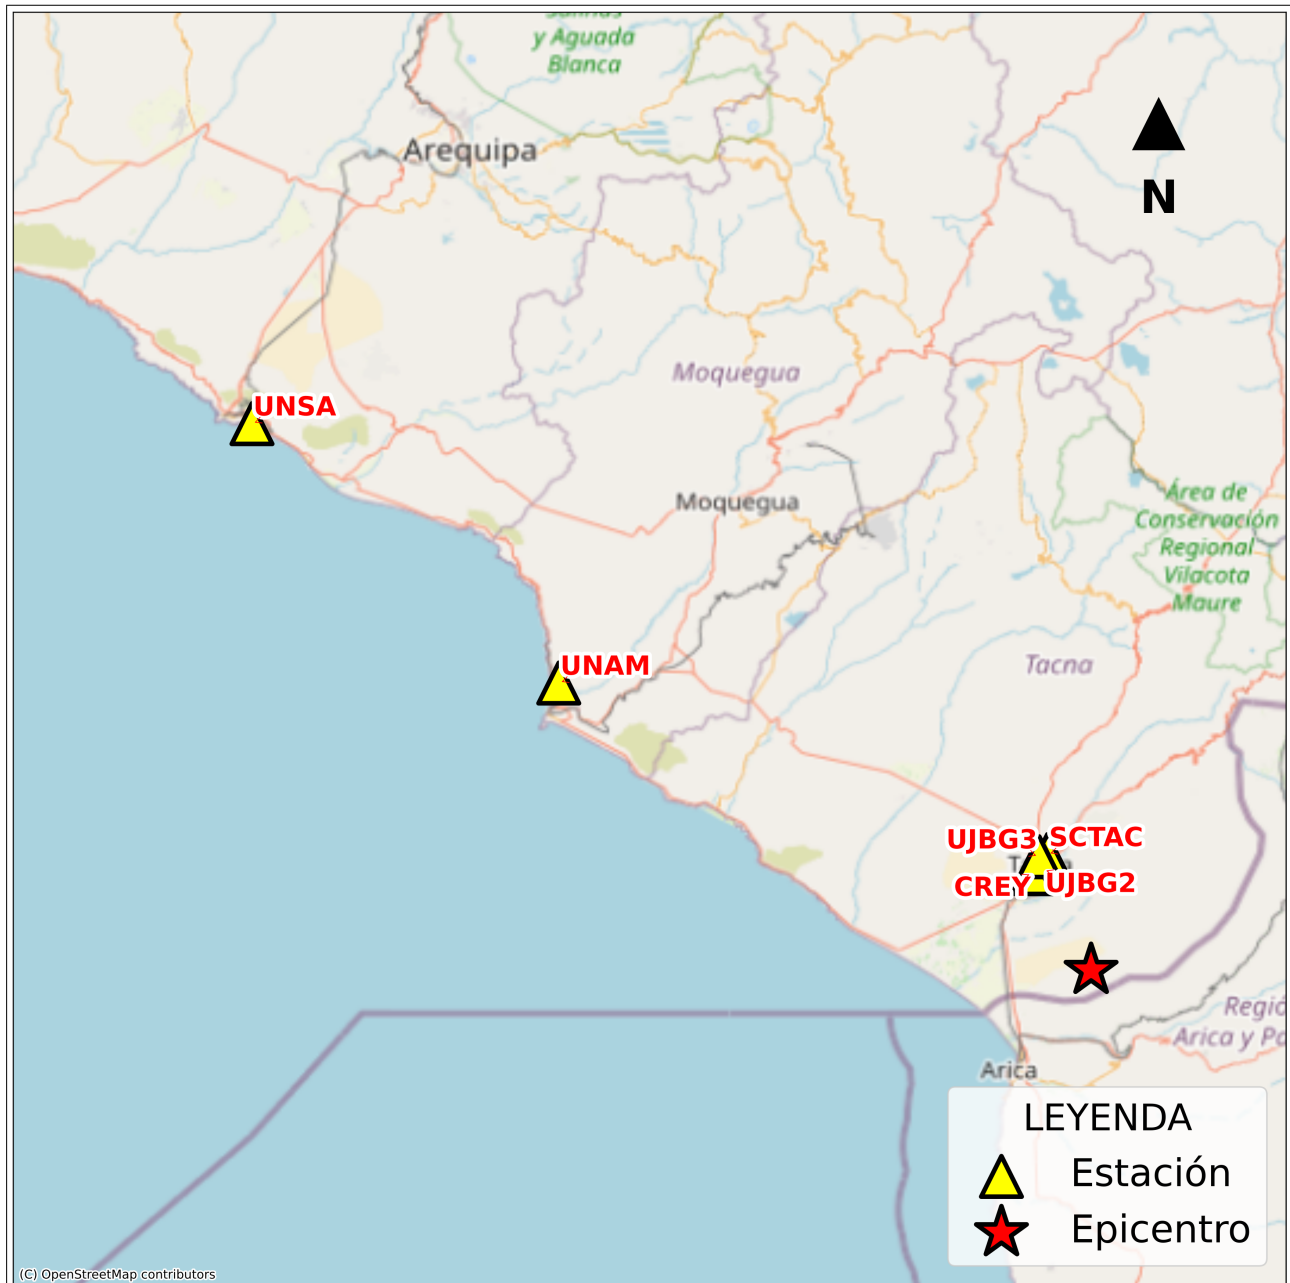 y Aguada
Blanca
Arequipa
N
Moquegua
UNSA
Moquegua
Área de
Conservación
Regional
Vilacota
Maure
UNAM
Tacna
UJBG3
SCTAC
CREY
UJBG2
Regió
Arica y Pa
Arica
LEYENDA
Estación
Epicentro
(C) OpenStreetMap contributors